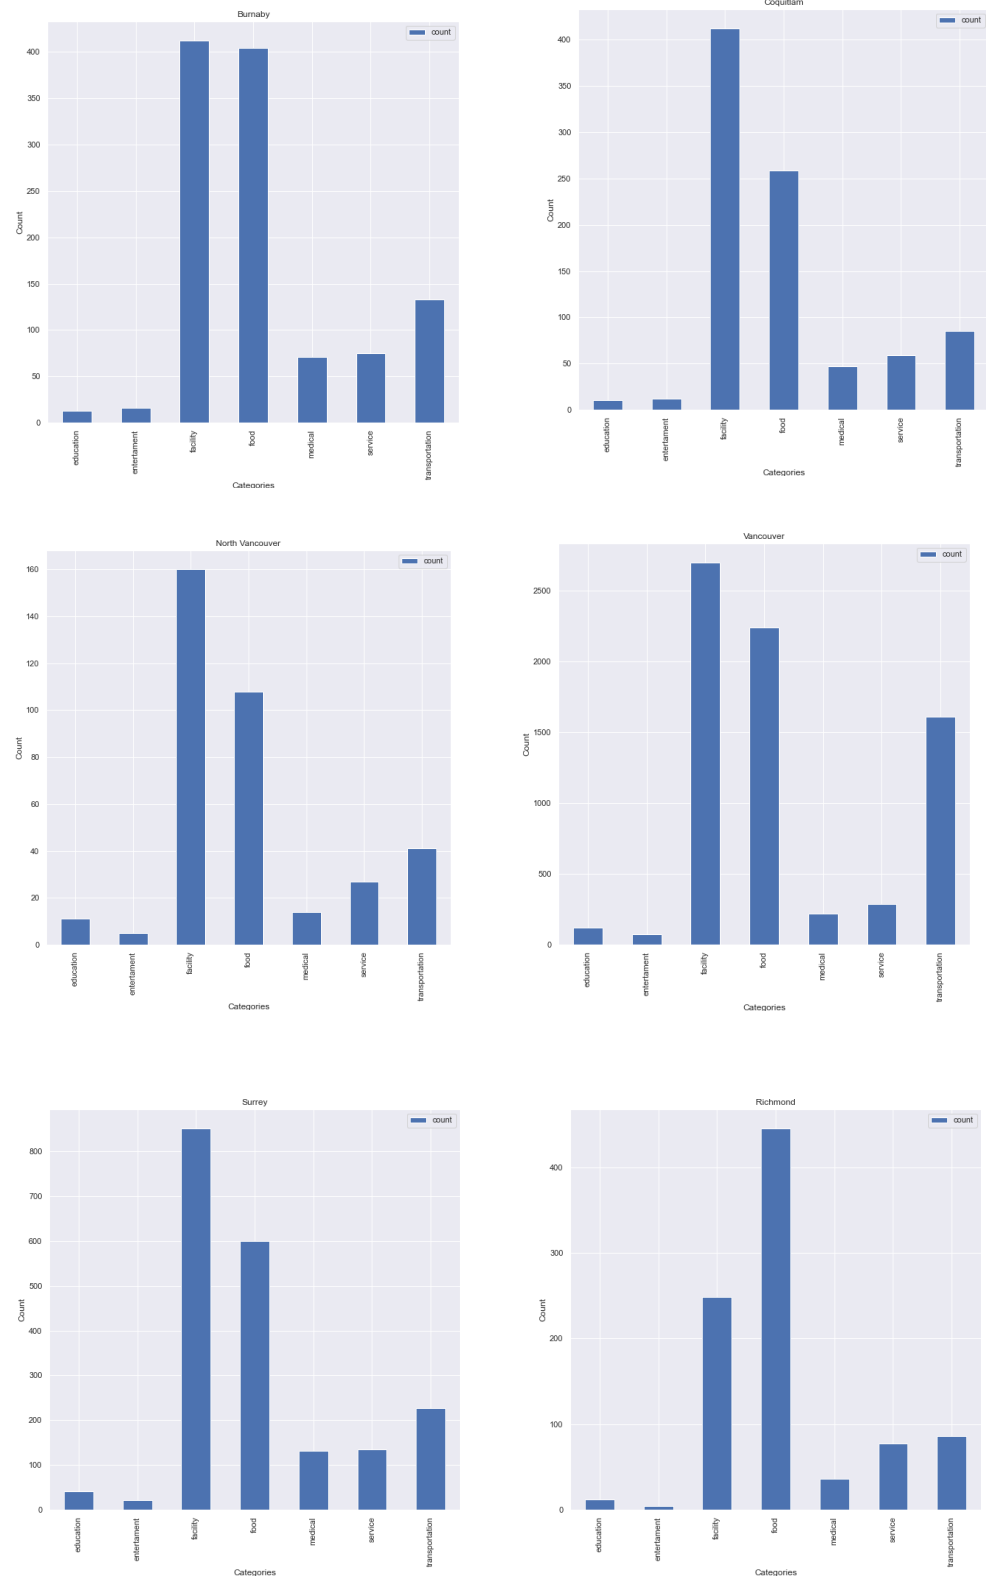 Burnaby
count
400
350
300
250
200
150
100
50
0
Count
education
entertament
facility
food
medical
service
transportation
Categories
Coquitlam
count
400
350
300
250
200
150
100
50
0
Count
education
entertament
facility
food
medical
service
transportation
Categories
North Vancouver
count
160
140
120
100
80
60
40
20
0
Count
education
entertament
facility
food
medical
service
transportation
Categories
Vancouver
count
2500
2000
1500
1000
500
0
Count
education
entertament
facility
food
medical
service
transportation
Categories
Surrey
count
800
700
600
500
400
300
200
100
0
Count
education
entertament
facility
food
medical
service
transportation
Categories
Richmond
count
400
300
200
100
0
Count
education
entertament
facility
food
medical
service
transportation
Categories